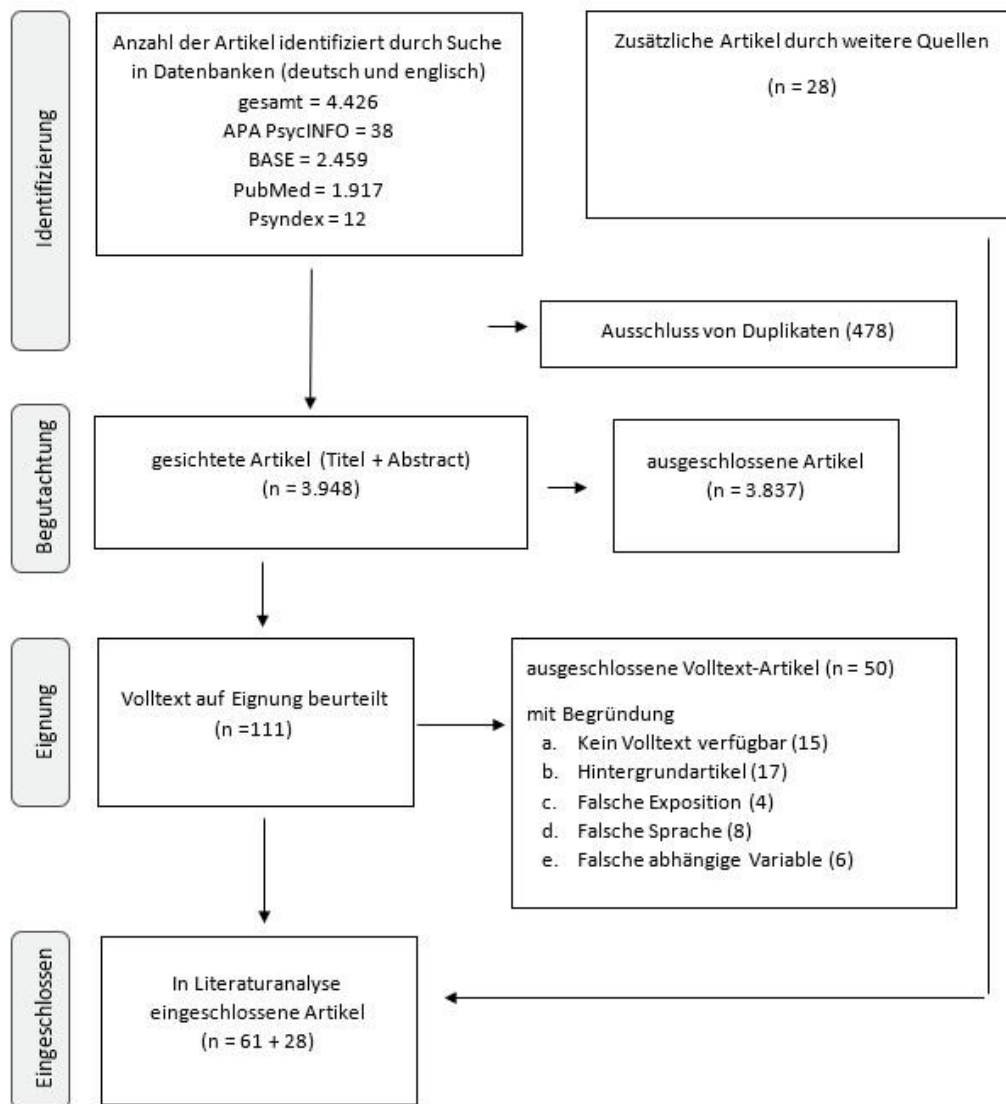 Identifizierung
Anzahl der Artikel identifiziert durch Suche
in Datenbanken (deutsch und englisch)
gesamt = 4.426
APA PsycINFO = 38
BASE = 2.459
PubMed = 1.917
Psyndex = 12
Zusätzliche Artikel durch weitere Quellen
(n = 28)
Ausschluss von Duplikaten (478)
Begutachtung
gesichtete Artikel (Titel + Abstract)
(n = 3.948)
ausgeschlossene Artikel
(n = 3.837)
Eignung
Volltext auf Eignung beurteilt
(n =111)
ausgeschlossene Volltext-Artikel (n = 50)
mit Begründung
a. Kein Volltext verfügbar (15)
b. Hintergrundartikel (17)
c. Falsche Exposition (4)
d. Falsche Sprache (8)
e. Falsche abhängige Variable (6)
Eingeschlossen
In Literaturanalyse
eingeschlossene Artikel
(n = 61 + 28)